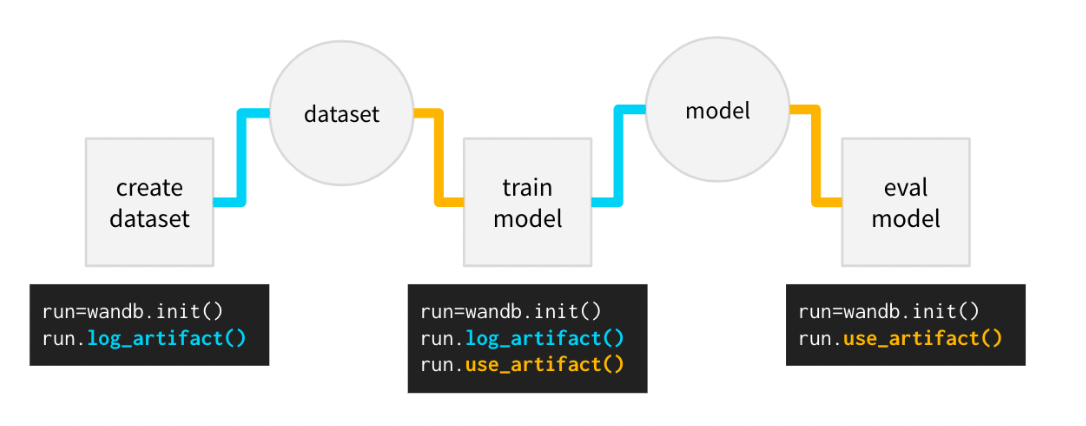 dataset
model
create
dataset
train
model
eval
model
run=wandb.init()
run.log_artifact()
run=wandb.init()
run.log_artifact()
run.use_artifact()
run=wandb.init()
run.use_artifact()